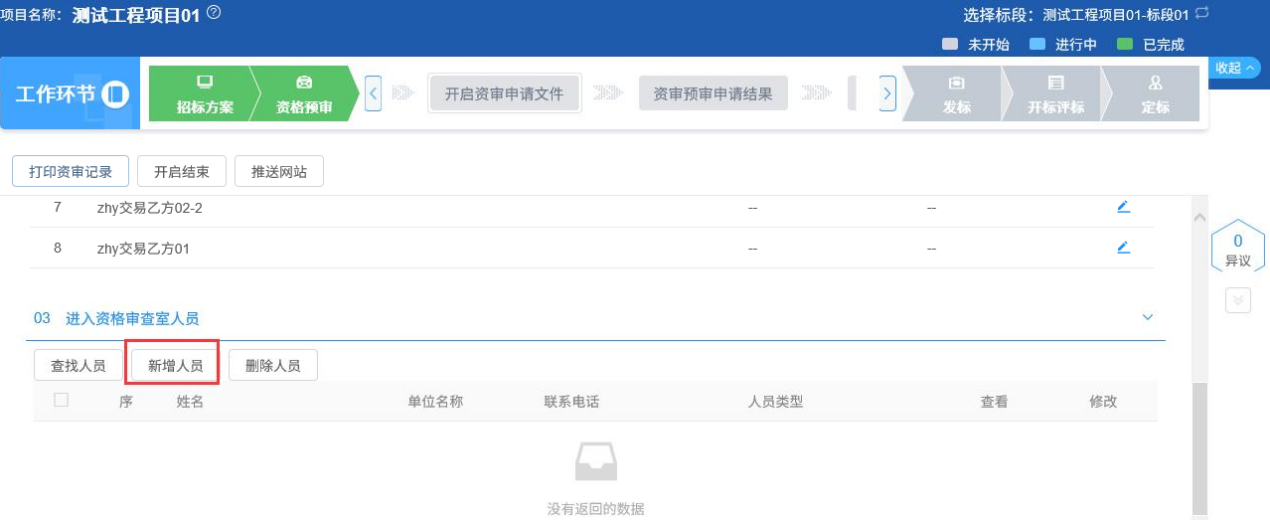 项目名称: 测试工程项目01 ?
选择标段: 测试工程项目01-标段01
未开始 进行中 已完成
收起
工作环节
招标方案 资格预审 开启资审申请文件 资审预审申请结果 发标 开标评标 定标
打印资审记录 开启结束 推送网站
7 zhy交易乙方02-2 -- --
8 zhy交易乙方01 -- --
0
异议
03 进入资格审查室人员
查找人员 新增人员 删除人员
序 姓名 单位名称 联系电话 人员类型 查看 修改
没有返回的数据